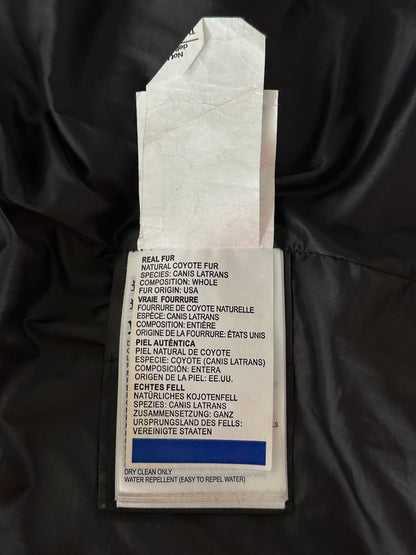 REAL FUR
NATURAL COYOTE FUR
SPECIES: CANIS LATRANS
COMPOSITION: WHOLE
FUR ORIGIN: USA
VRAIE FOURRURE
FOURRURE DE COYOTE NATURELLE
ESPÈCE: CANIS LATRANS
COMPOSITION: ENTIÈRE
ORIGINE DE LA FOURRURE: ÉTATS UNIS
PIEL AUTÉNTICA
PIEL NATURAL DE COYOTE
ESPECIE: COYOTE (CANIS LATRANS)
COMPOSICIÓN: ENTERA
ORIGEN DE LA PIEL: EE.UU.
ECHTES FELL
NATÜRLICHES KOJOTENFELL
SPEZIES: CANIS LATRANS
ZUSAMMENSETZUNG: GANZ
URSPRUNGSLAND DES FELLS:
VEREINIGTE STAATEN
DRY CLEAN ONLY
WATER REPELLENT (EASY TO REPEL WATER)